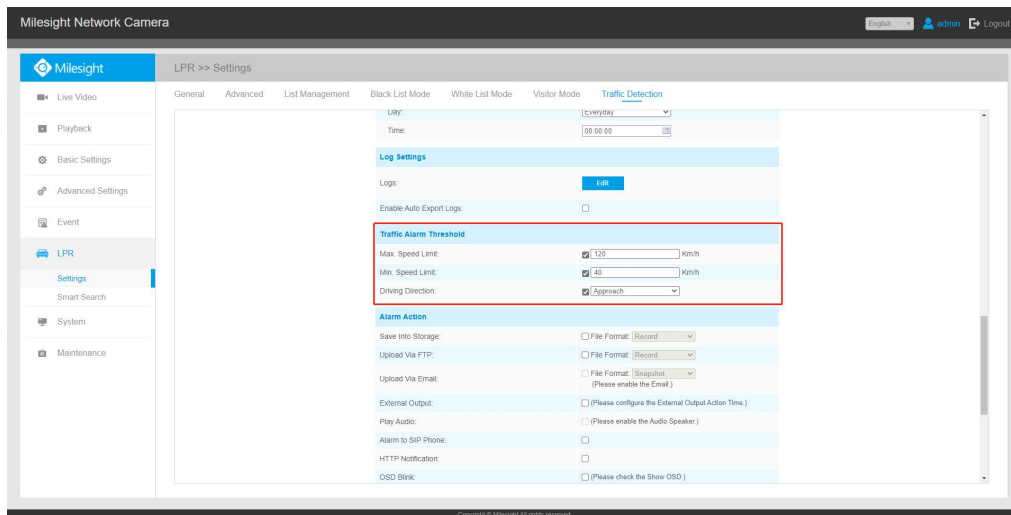 Milesight Network Camera
English admin Logout
Milesight
LPR >> Settings
Live Video
Playback
Basic Settings
Advanced Settings
Event
LPR
Settings
Smart Search
System
Maintenance
General Advanced List Management Black List Mode White List Mode Visitor Mode Traffic Detection
Day: Everyday
Time: 00:00:00
Log Settings
Logs: Edit
Enable Auto Export Logs:
Traffic Alarm Threshold
Max. Speed Limit: 120 Km/h
Min. Speed Limit: 40 Km/h
Driving Direction: Approach
Alarm Action
Save Into Storage: File Format: Record
Upload Via FTP: File Format: Record
Upload Via Email: File Format: Snapshot
(Please enable the Email.)
External Output: (Please configure the External Output Action Time.)
Play Audio: (Please enable the Audio Speaker.)
Alarm to SIP Phone:
HTTP Notification:
OSD Blink: (Please check the Show OSD.)
Copyright © Milesight All rights reserved